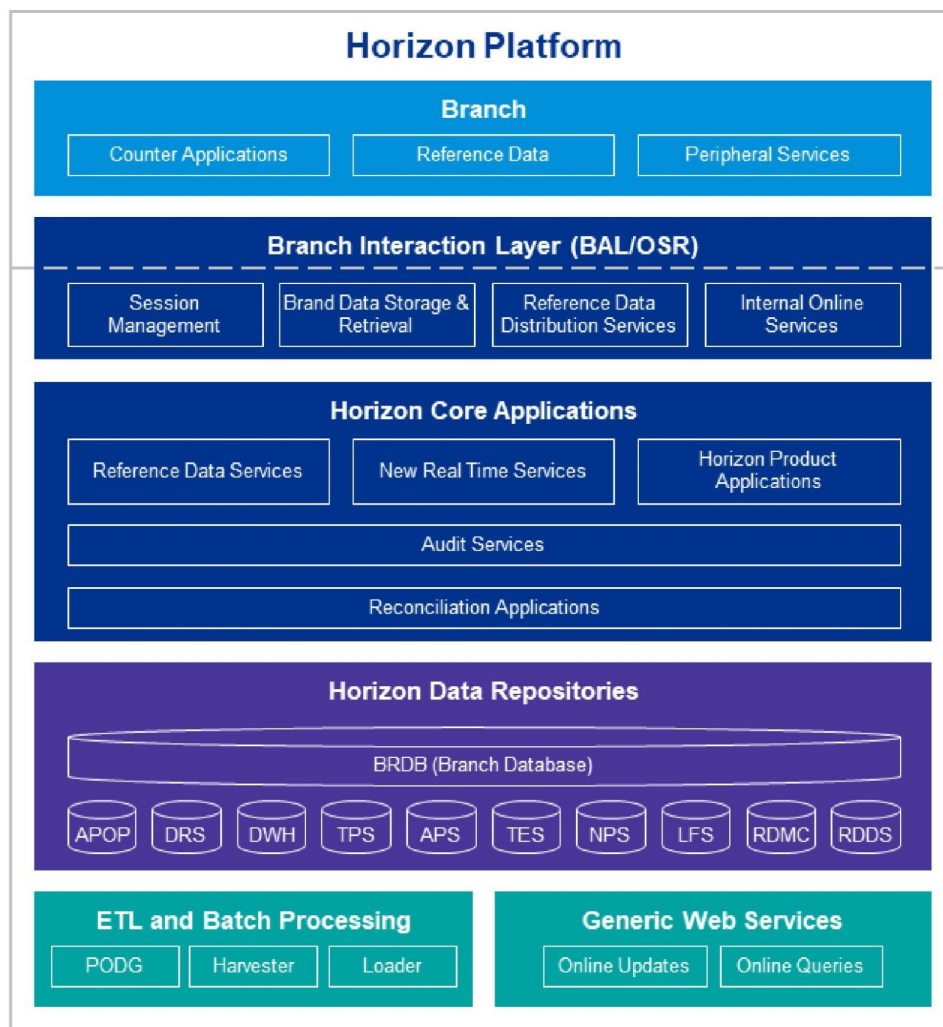 Horizon Platform
Branch
Counter Applications
Reference Data
Peripheral Services
Branch Interaction Layer (BAL/OSR)
Session
Management
Brand Data Storage &
Retrieval
Reference Data
Distribution Services
Internal Online
Services
Horizon Core Applications
Reference Data Services
New Real Time Services
Horizon Product
Applications
Audit Services
Reconciliation Applications
Horizon Data Repositories
BRDB (Branch Database)
APOP
DRS
DWH
TPS
APS
TES
NPS
LFS
RDMC
RDDS
ETL and Batch Processing
PODG
Harvester
Loader
Generic Web Services
Online Updates
Online Queries